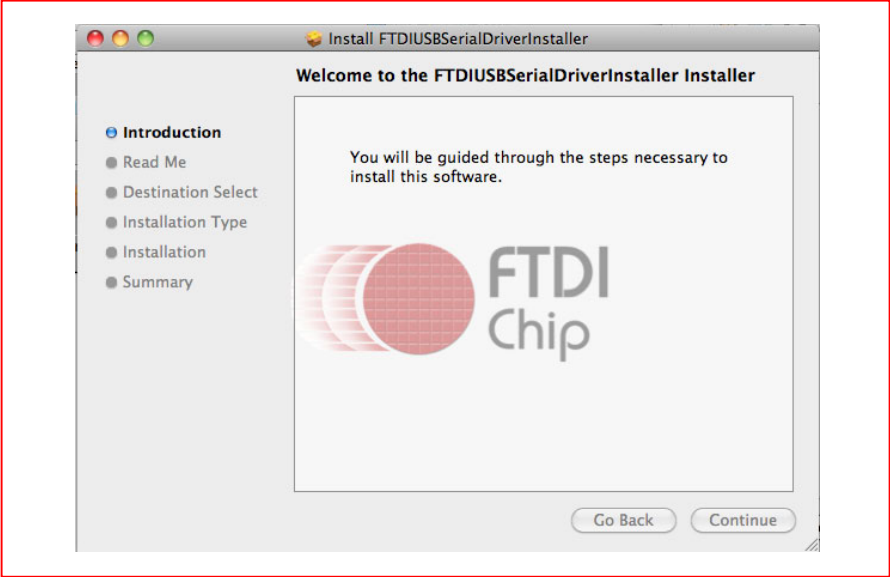 Install FTDIUSBSerialDriverInstaller
Welcome to the FTDIUSBSerialDriverInstaller Installer
Introduction
Read Me
Destination Select
Installation Type
Installation
Summary
You will be guided through the steps necessary to
install this software.
FTDI
Chip
Go Back
Continue